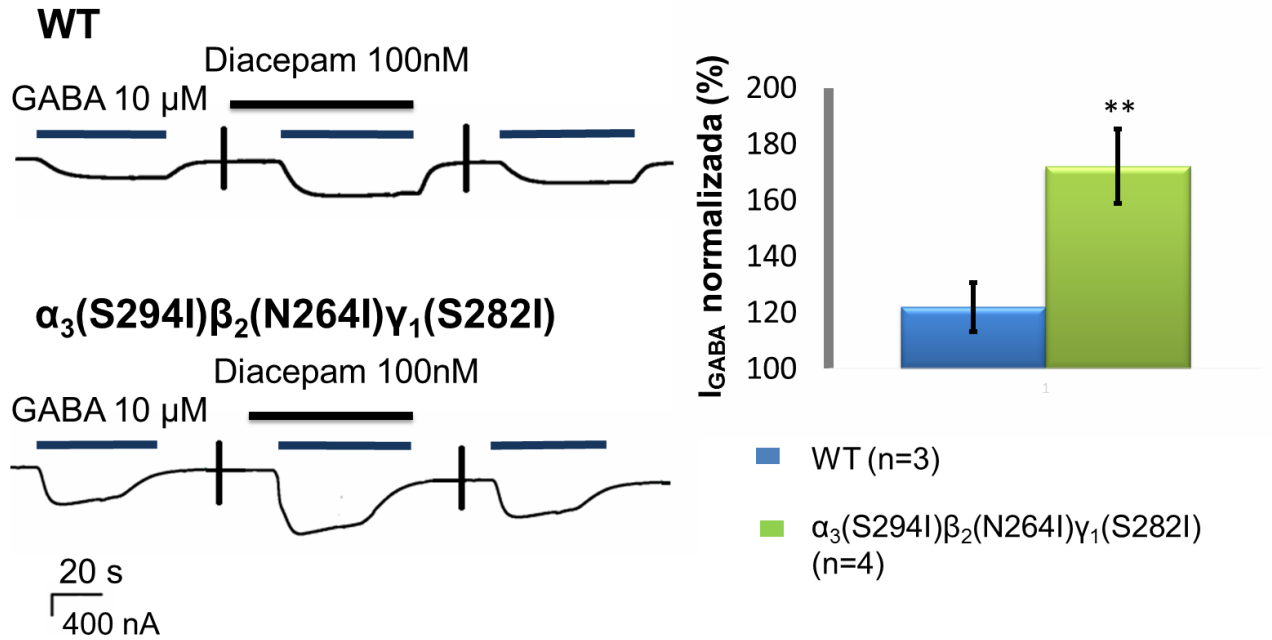 WT
Diacepam 100nM
GABA 10 µM
α₃(S294I)β₂(N264I)γ₁(S282I)
Diacepam 100nM
GABA 10 µM
20 s
400 nA
I_GABA normalizada (%)
200
180
160
140
120
100
**
1
WT (n=3)
α₃(S294I)β₂(N264I)γ₁(S282I)
(n=4)